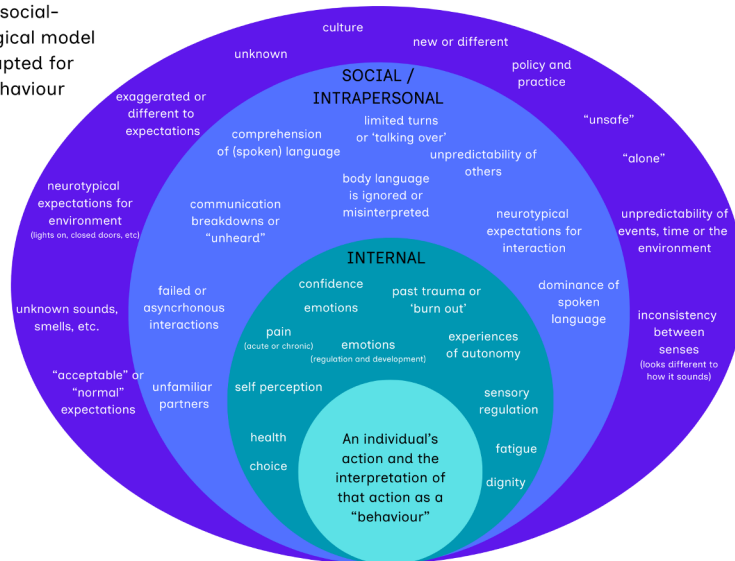 social-
gical model
pted for
haviour
culture
new or different
unknown
policy and
practice
exaggerated or
different to
expectations
"unsafe"
"alone"
neurotypical
expectations for
environment
(lights on, closed doors, etc)
unpredictability of
events, time or the
environment
unknown sounds,
smells, etc.
inconsistency
between
senses
(looks different to
how it sounds)
"acceptable" or
"normal"
expectations
SOCIAL /
INTRAPERSONAL
limited turns
or 'talking over'
comprehension
of (spoken) language
unpredictability of
others
body language
is ignored or
misinterpreted
communication
breakdowns or
"unheard"
neurotypical
expectations for
interaction
failed or
asyncrhonous
interactions
dominance of
spoken
language
unfamiliar
partners
INTERNAL
confidence
emotions
past trauma or
'burn out'
pain
(acute or chronic)
emotions
(regulation and development)
experiences
of autonomy
self perception
sensory
regulation
health
choice
fatigue
dignity
An individual's
action and the
interpretation of
that action as a
"behaviour"